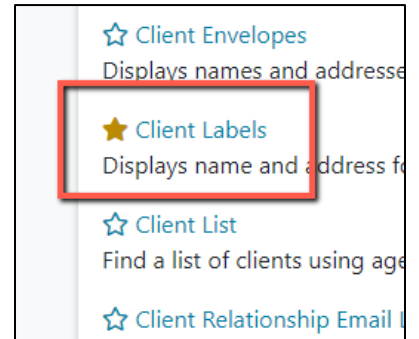 Client Envelopes
Displays names and addresse
Client Labels
Displays name and address fo
Client List
Find a list of clients using age
Client Relationship Email L